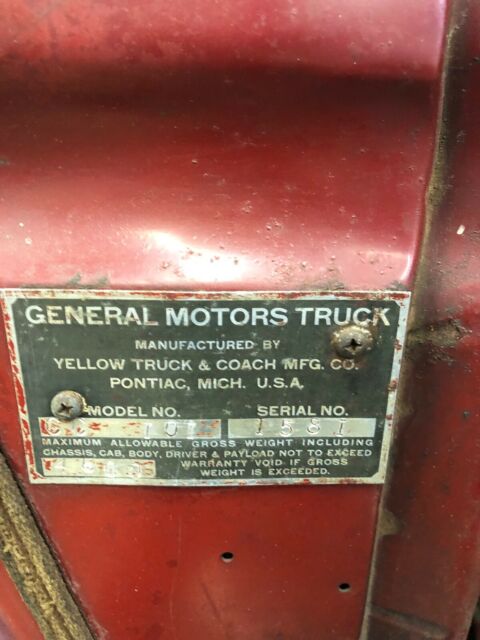 GENERAL MOTORS TRUCK
MANUFACTURED BY
YELLOW TRUCK & COACH MFG. CO.
PONTIAC, MICH. U.S.A.
MODEL NO. SERIAL NO.
1581
MAXIMUM ALLOWABLE GROSS WEIGHT INCLUDING
CHASSIS, CAB, BODY, DRIVER & PAYLOAD NOT TO EXCEED
WARRANTY VOID IF GROSS
WEIGHT IS EXCEEDED.